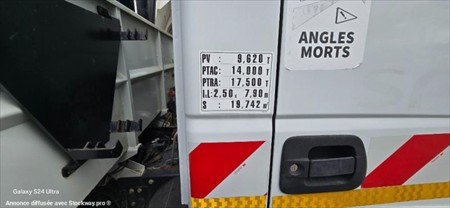 PV : 9,620 T
PTAC: 14,000 T
PTRA: 17,500 T
L.l: 2.50, 7,90 m
S : 19,742 m²
ANGLES
MORTS
Galaxy S24 Ultra
Annonce diffusée avec Stockway.pro ®